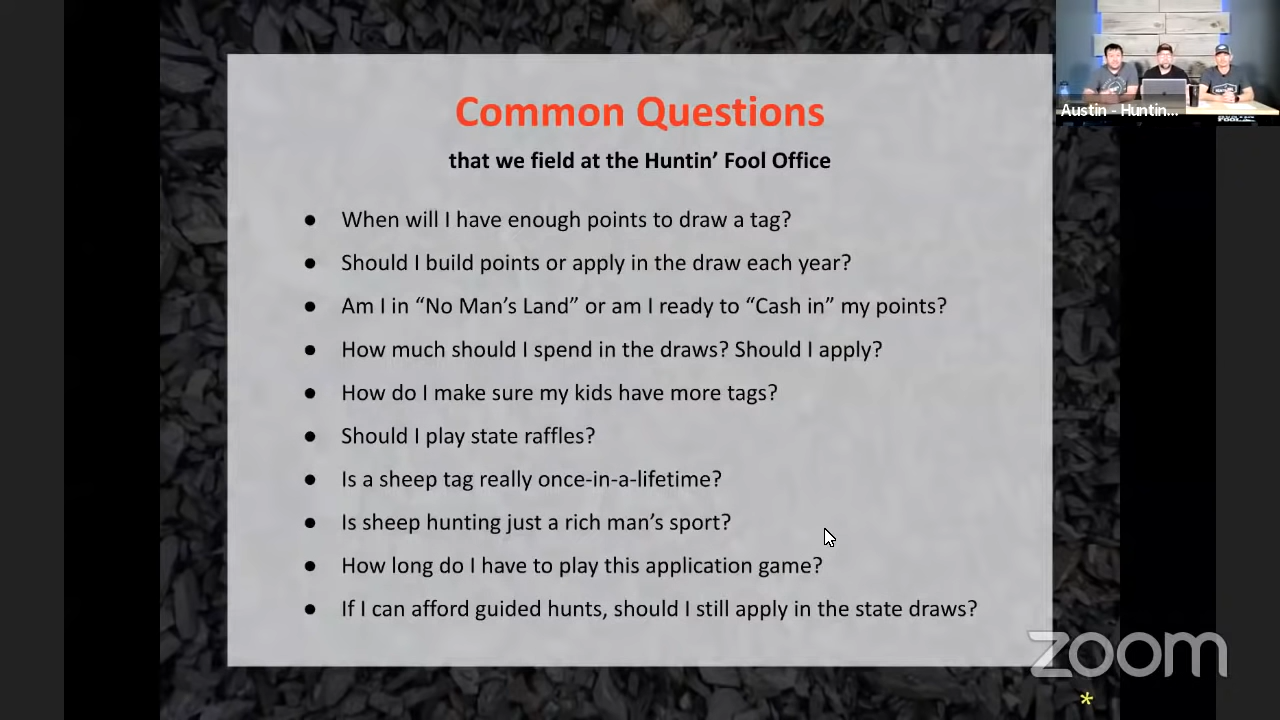 Common Questions
that we field at the Huntin’ Fool Office
● When will I have enough points to draw a tag?
● Should I build points or apply in the draw each year?
● Am I in “No Man’s Land” or am I ready to “Cash in” my points?
● How much should I spend in the draws? Should I apply?
● How do I make sure my kids have more tags?
● Should I play state raffles?
● Is a sheep tag really once-in-a-lifetime?
● Is sheep hunting just a rich man’s sport?
● How long do I have to play this application game?
● If I can afford guided hunts, should I still apply in the state draws?
Austin - Huntin...
zoom
*